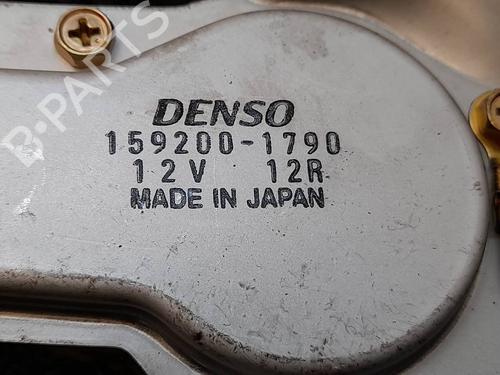 B-PARTS
DENSO
159200-1790
12V 12R
MADE IN JAPAN